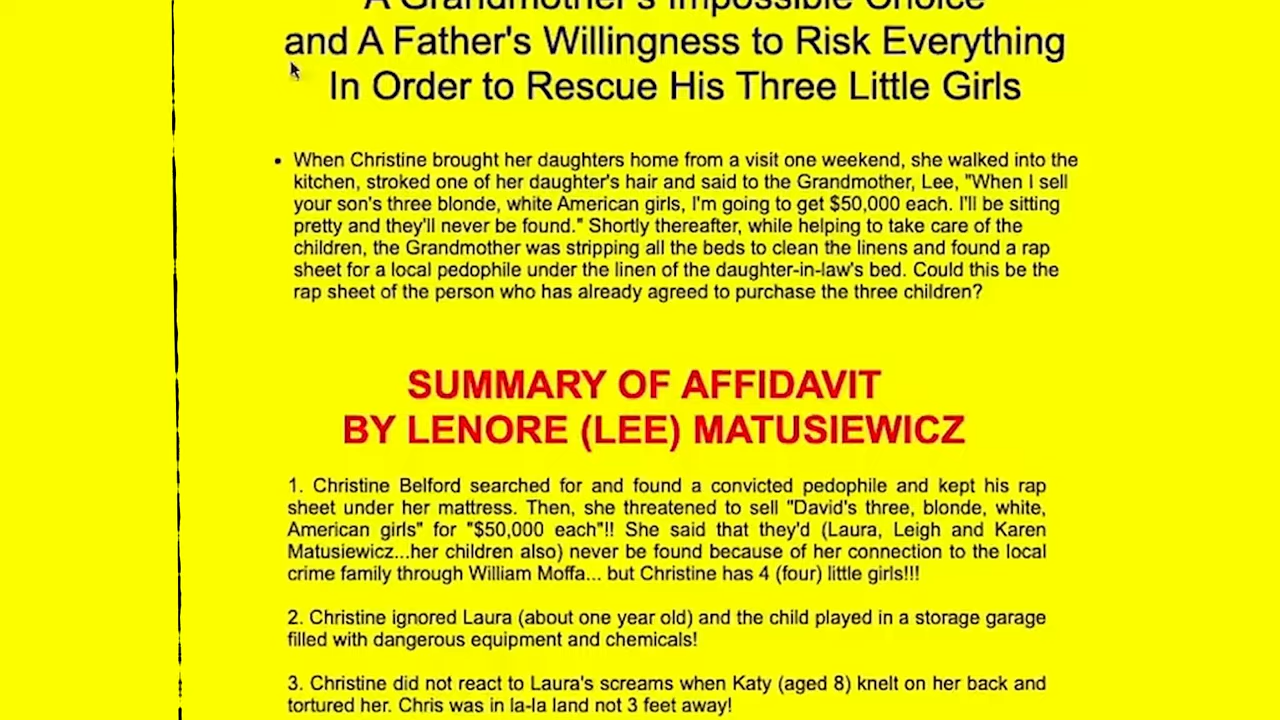 A Grandmother's Impossible Choice
and A Father's Willingness to Risk Everything
In Order to Rescue His Three Little Girls
• When Christine brought her daughters home from a visit one weekend, she walked into the
kitchen, stroked one of her daughter's hair and said to the Grandmother, Lee, "When I sell
your son's three blonde, white American girls, I'm going to get $50,000 each. I'll be sitting
pretty and they'll never be found." Shortly thereafter, while helping to take care of the
children, the Grandmother was stripping all the beds to clean the linens and found a rap
sheet for a local pedophile under the linen of the daughter-in-law's bed. Could this be the
rap sheet of the person who has already agreed to purchase the three children?
SUMMARY OF AFFIDAVIT
BY LENORE (LEE) MATUSIEWICZ
1. Christine Belford searched for and found a convicted pedophile and kept his rap
sheet under her mattress. Then, she threatened to sell "David's three, blonde, white,
American girls" for "$50,000 each"!! She said that they'd (Laura, Leigh and Karen
Matusiewicz...her children also) never be found because of her connection to the local
crime family through William Moffa... but Christine has 4 (four) little girls!!!
2. Christine ignored Laura (about one year old) and the child played in a storage garage
filled with dangerous equipment and chemicals!
3. Christine did not react to Laura's screams when Katy (aged 8) knelt on her back and
tortured her. Chris was in la-la land not 3 feet away!